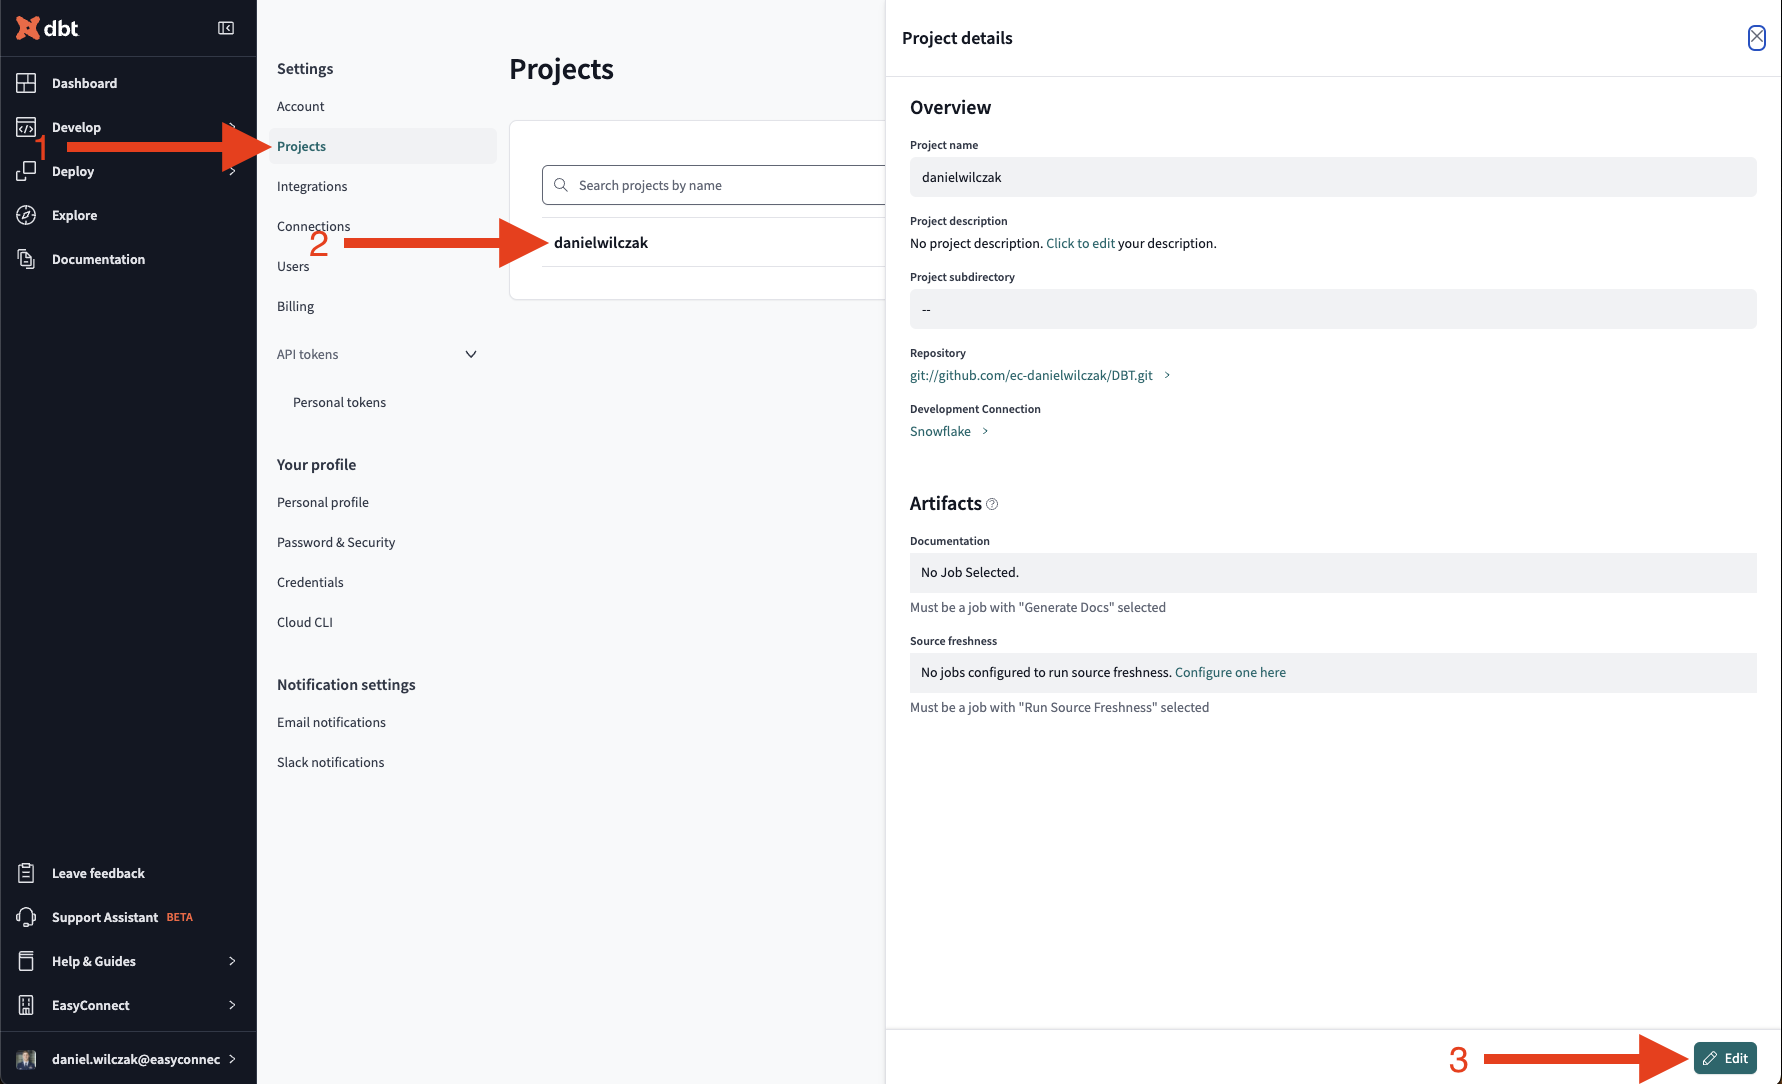 dbt
Dashboard
Develop
Deploy
Explore
Documentation
Leave feedback
Support Assistant BETA
Help & Guides
EasyConnect
daniel.wilczak@easyconnec
Settings
Account
1
Projects
Integrations
Connections
Users
Billing
API tokens
Personal tokens
Your profile
Personal profile
Password & Security
Credentials
Cloud CLI
Notification settings
Email notifications
Slack notifications
Projects
Search projects by name
2
danielwilczak
Project details
Overview
Project name
danielwilczak
Project description
No project description. Click to edit your description.
Project subdirectory
--
Repository
git://github.com/ec-danielwilczak/DBT.git
Development Connection
Snowflake
Artifacts
Documentation
No Job Selected.
Must be a job with "Generate Docs" selected
Source freshness
No jobs configured to run source freshness. Configure one here
Must be a job with "Run Source Freshness" selected
3
Edit